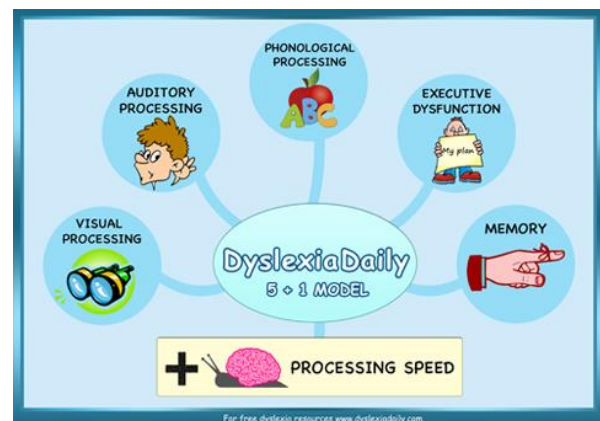 PHONOLOGICAL
PROCESSING
ABC
AUDITORY
PROCESSING
EXECUTIVE
DYSFUNCTION
My plan
VISUAL
PROCESSING
MEMORY
DyslexiaDaily
5 + 1 MODEL
+ PROCESSING SPEED
For free dyslexia resources www.dyslexiadaily.com